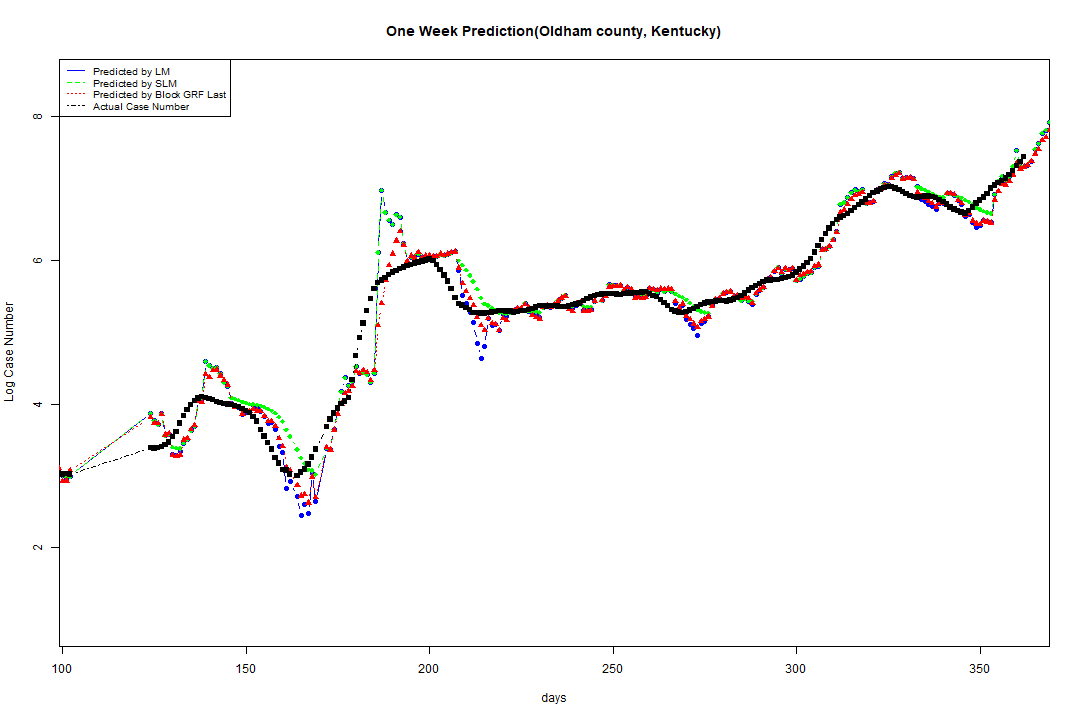 One Week Prediction(Oldham county, Kentucky)
Predicted by LM
Predicted by SLM
Predicted by Block GRF Last
Actual Case Number
Log Case Number
8
6
4
2
100 150 200 250 300 350
days